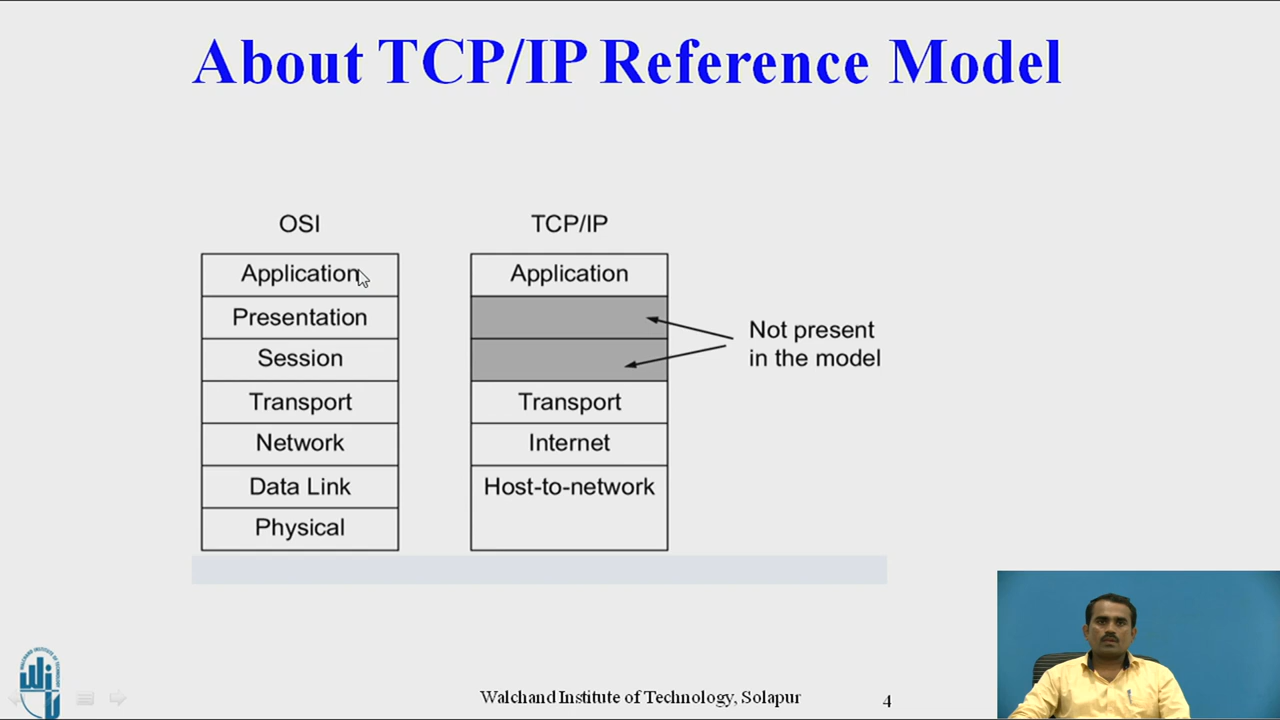 About TCP/IP Reference Model
OSI
TCP/IP
Application
Presentation
Session
Transport
Network
Data Link
Physical
Application
Transport
Internet
Host-to-network
Not present
in the model
Walchand Institute of Technology, Solapur
4